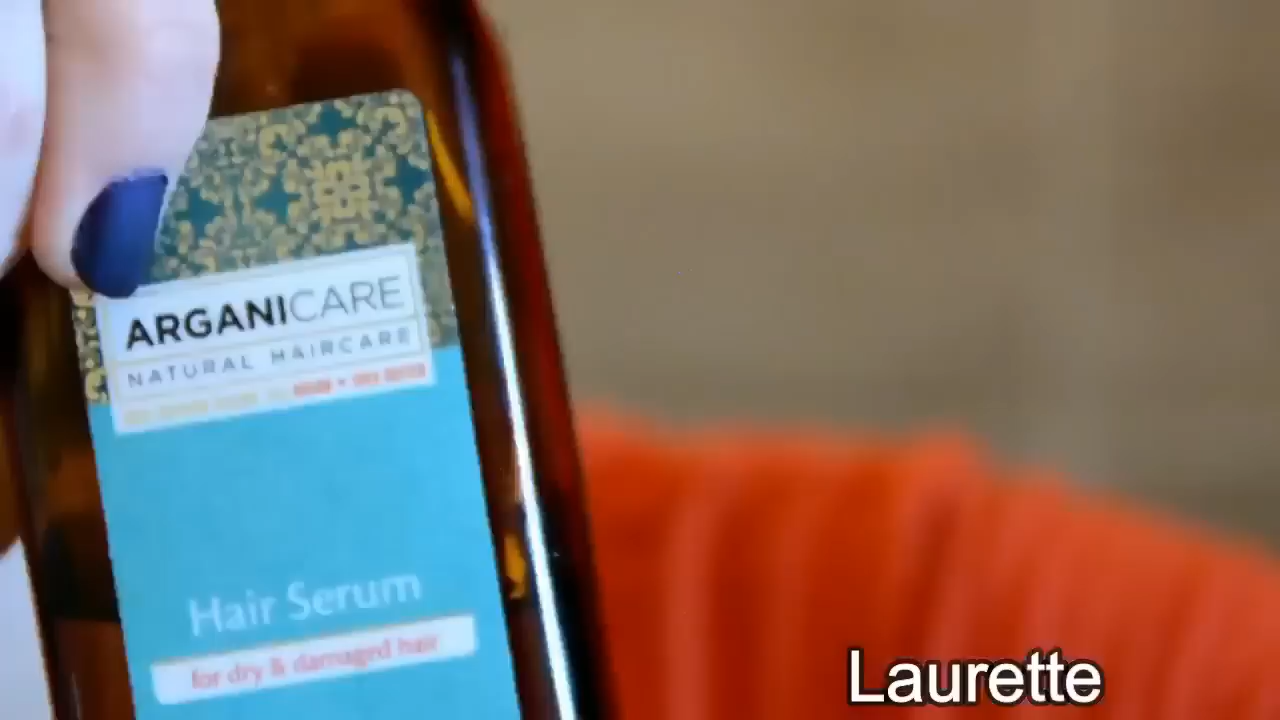 ARGANICARE
NATURAL HAIRCARE
Hair Serum
for dry & damaged hair
Laurette